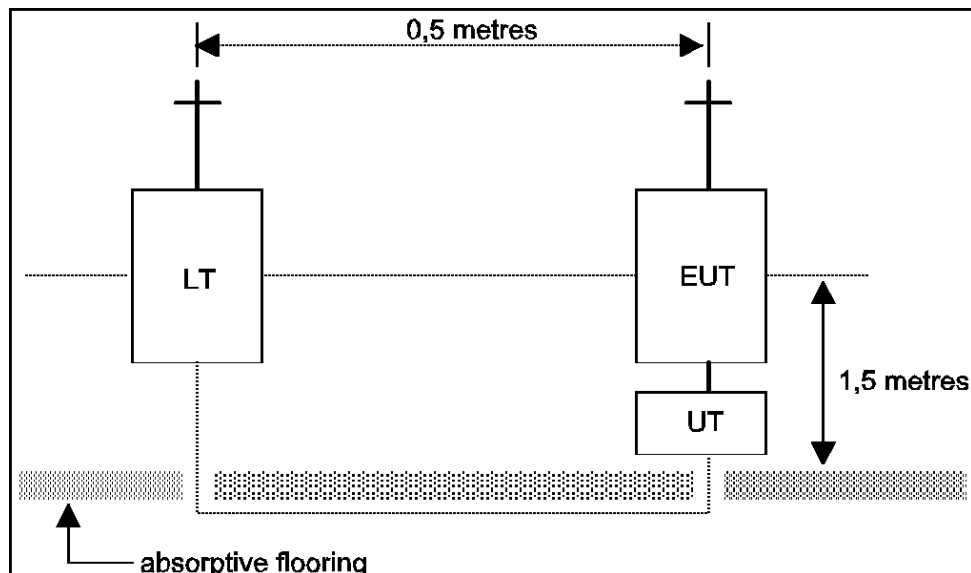 0,5 metres
LT
EUT
UT
1,5 metres
absorptive flooring